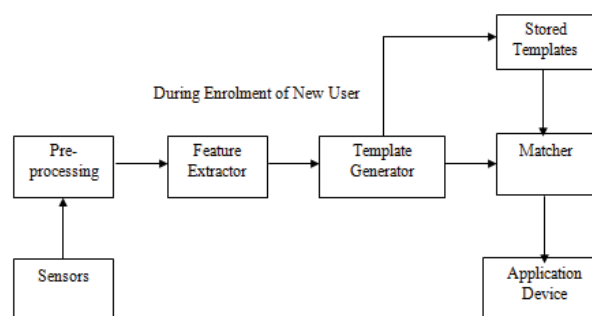 Stored
Templates
During Enrolment of New User
Pre-
processing
Feature
Extractor
Template
Generator
Matcher
Sensors
Application
Device